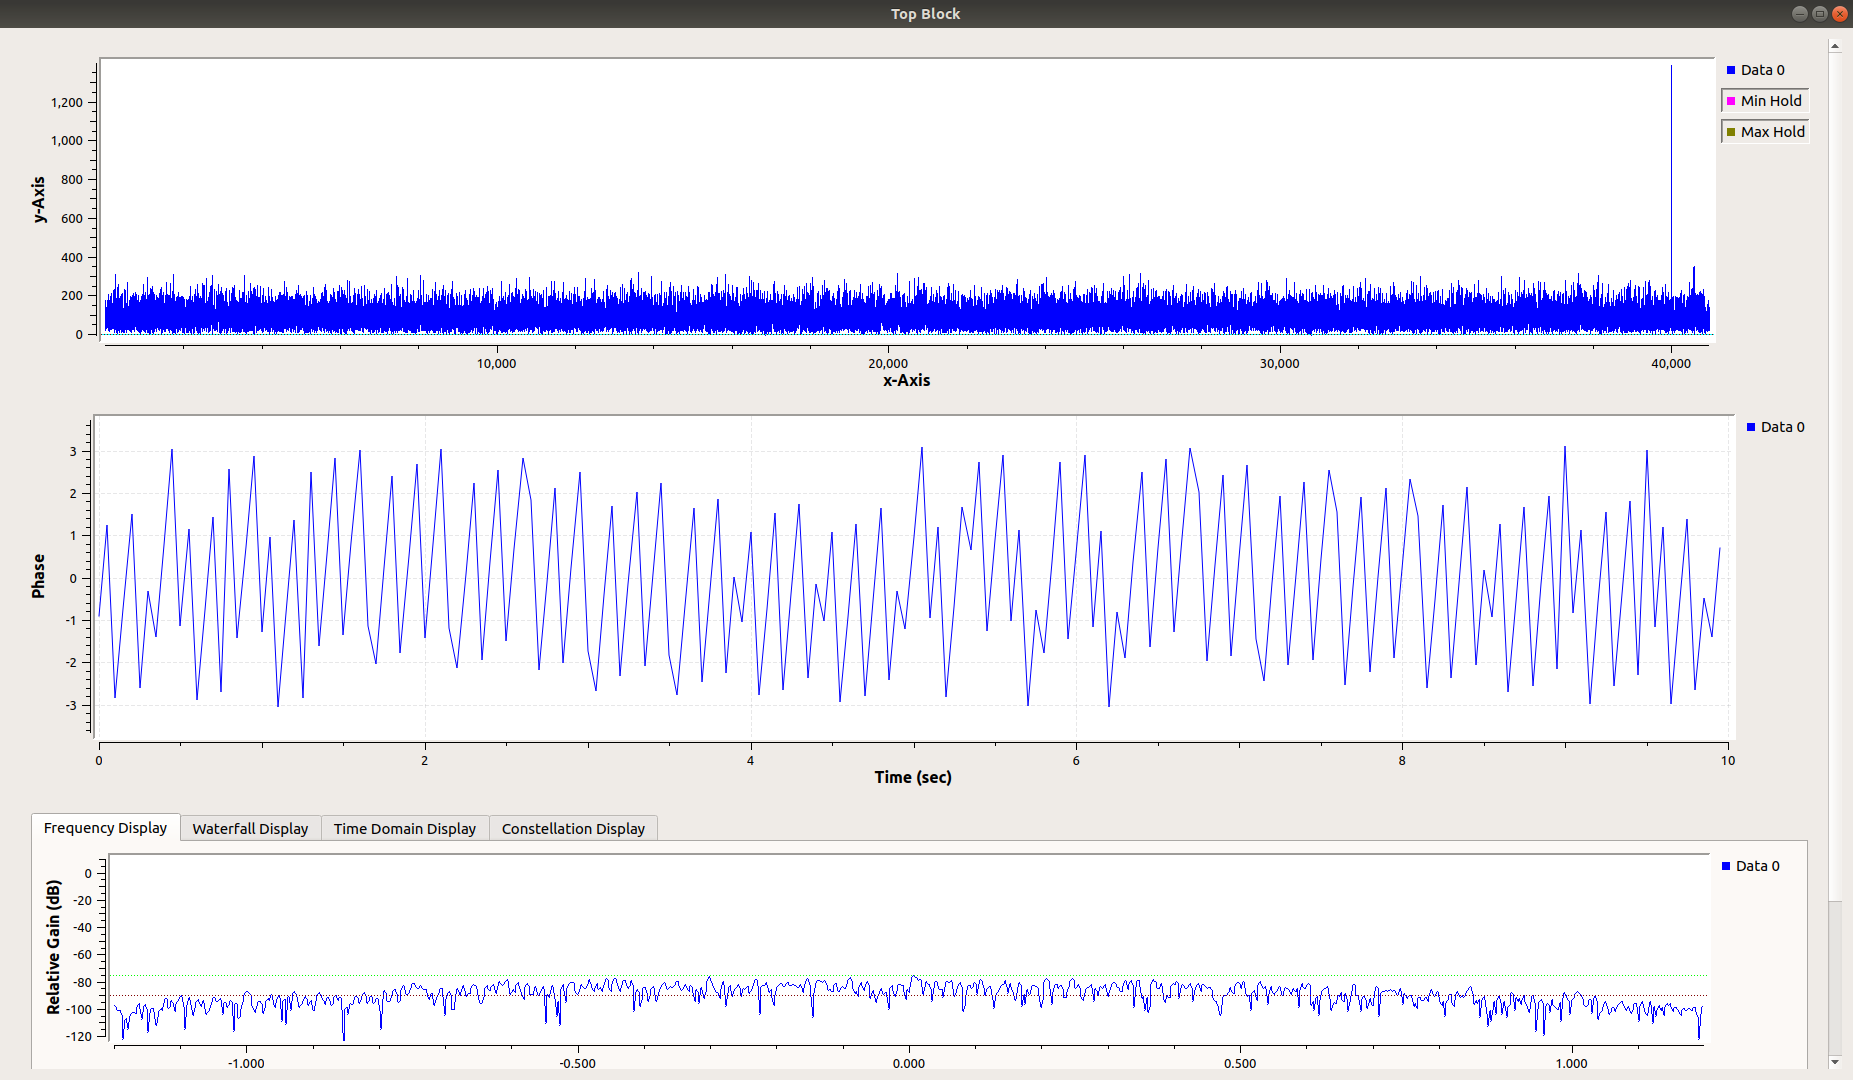 Top Block
1,200
1,000
800
600
400
200
0
y-Axis
10,000 20,000 30,000 40,000
x-Axis
Data 0
Min Hold
Max Hold
3
2
1
0
-1
-2
-3
Phase
0 2 4 6 8 10
Time (sec)
Data 0
Frequency Display Waterfall Display Time Domain Display Constellation Display
0
-20
-40
-60
-80
-100
-120
Relative Gain (dB)
-1.000 -0.500 0.000 0.500 1.000
Data 0